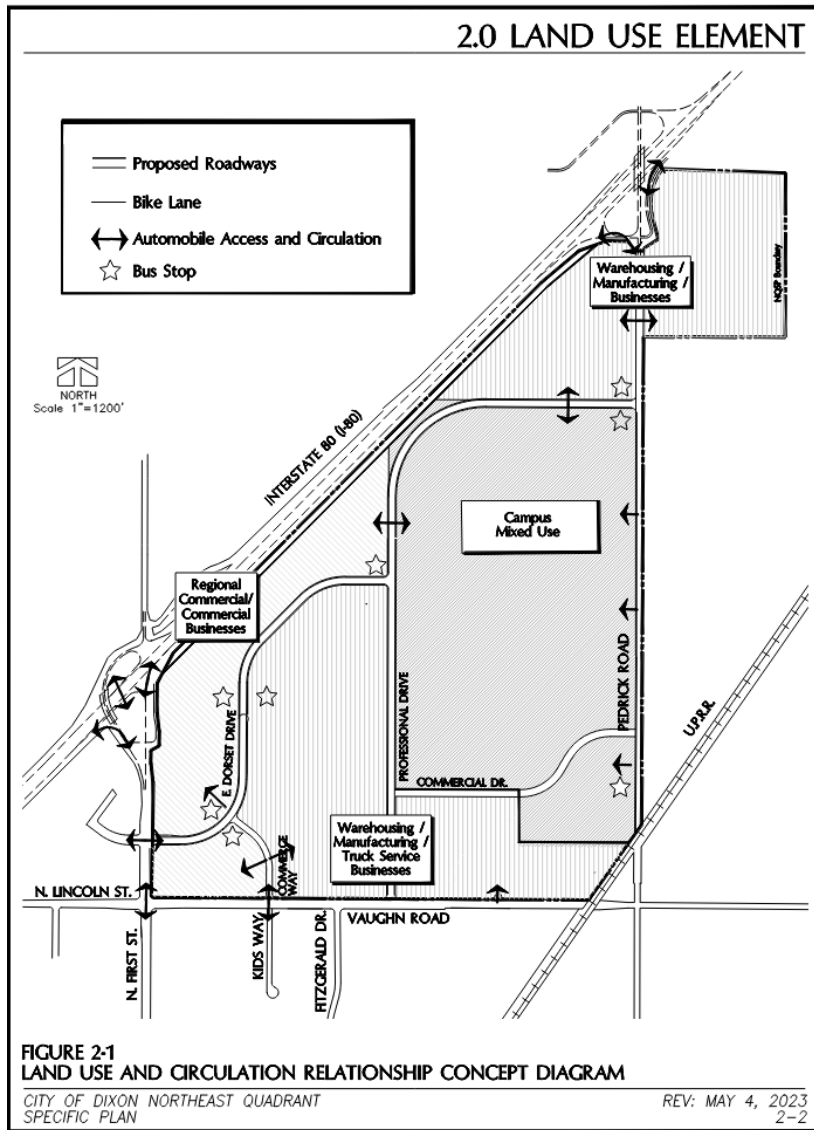 2.0 LAND USE ELEMENT
Proposed Roadways
Bike Lane
Automobile Access and Circulation
Bus Stop
NORTH
Scale 1"=1200'
INTERSTATE 80 (I-80)
Warehousing /
Manufacturing /
Businesses
NQSP Boundary
Campus
Mixed Use
Regional
Commercial/
Commercial
Businesses
PROFESSIONAL DRIVE
PEDRICK ROAD
U.P.R.R.
E. DORSET DRIVE
COMMERCIAL DR.
Warehousing /
Manufacturing /
Truck Service
Businesses
COMMERCE
WAY
N. LINCOLN ST.
VAUGHN ROAD
N. FIRST ST.
KIDS WAY
FITZGERALD DR.
FIGURE 2-1
LAND USE AND CIRCULATION RELATIONSHIP CONCEPT DIAGRAM
CITY OF DIXON NORTHEAST QUADRANT
SPECIFIC PLAN
REV: MAY 4, 2023
2-2